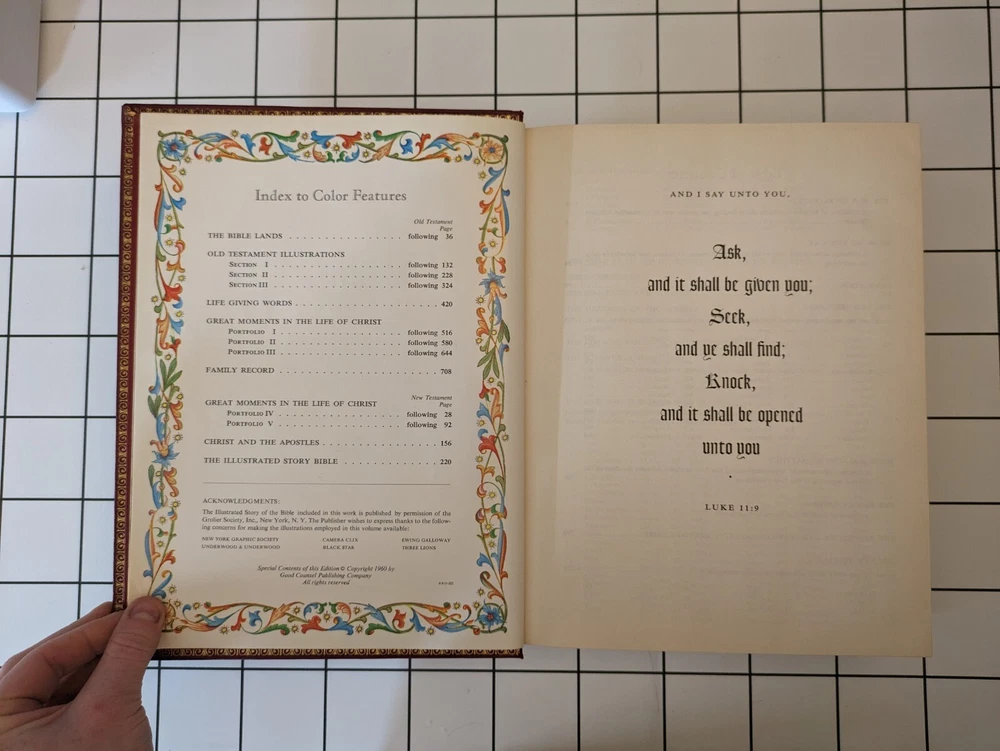 Index to Color Features
Old Testament
Page
THE BIBLE LANDS . . . . . . . . . . . . . . . . following 36
OLD TESTAMENT ILLUSTRATIONS
SECTION I . . . . . . . . . . . . . . . . . . following 132
SECTION II . . . . . . . . . . . . . . . . . . following 228
SECTION III . . . . . . . . . . . . . . . . . . following 324
LIFE GIVING WORDS . . . . . . . . . . . . . . . . . . . . 420
GREAT MOMENTS IN THE LIFE OF CHRIST
PORTFOLIO I . . . . . . . . . . . . . . . . . following 516
PORTFOLIO II . . . . . . . . . . . . . . . . . following 580
PORTFOLIO III . . . . . . . . . . . . . . . . . following 644
FAMILY RECORD . . . . . . . . . . . . . . . . . . . . . . 708
New Testament
Page
GREAT MOMENTS IN THE LIFE OF CHRIST
PORTFOLIO IV . . . . . . . . . . . . . . . . . following 28
PORTFOLIO V . . . . . . . . . . . . . . . . . following 92
CHRIST AND THE APOSTLES . . . . . . . . . . . . . . . . 156
THE ILLUSTRATED STORY BIBLE . . . . . . . . . . . . . . 220
ACKNOWLEDGMENTS:
The Illustrated Story of the Bible included in this work is published by permission of the
Grolier Society, Inc., New York, N. Y. The Publisher wishes to express thanks to the follow-
ing concerns for making the illustrations employed in this volume available:
NEW YORK GRAPHIC SOCIETY CAMERA CLIX EWING GALLOWAY
UNDERWOOD & UNDERWOOD BLACK STAR THREE LIONS
Special Contents of this Edition © Copyright 1960 by
Good Counsel Publishing Company
All rights reserved
AND I SAY UNTO YOU,
Ask,
and it shall be given you;
Seek,
and ye shall find;
Knock,
and it shall be opened
unto you
.
LUKE 11:9